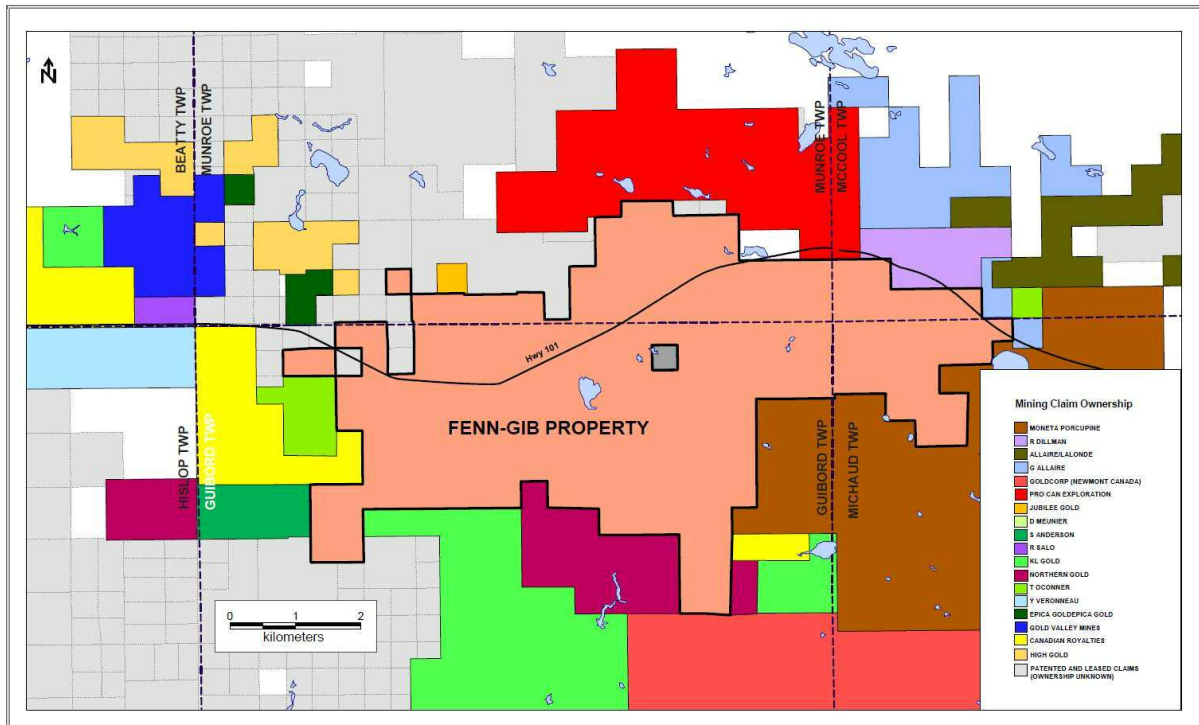 N
BEATTY TWP
MUNROE TWP
MUNROE TWP
MCCOOL TWP
Hwy 101
FENN-GIB PROPERTY
HISLOP TWP
GUIBORD TWP
GUIBORD TWP
MICHAUD TWP
0 1 2
kilometers
Mining Claim Ownership
MONETA PORCUPINE
R DILLMAN
ALLAIRE/LALONDE
G ALLAIRE
GOLDCORP (NEWMONT CANADA)
PRO CAN EXPLORATION
JUBILEE GOLD
D MEUNIER
S ANDERSON
R SALO
KL GOLD
NORTHERN GOLD
T OCONNER
Y VERONNEAU
EPICA GOLDEPICA GOLD
GOLD VALLEY MINES
CANADIAN ROYALTIES
HIGH GOLD
PATENTED AND LEASED CLAIMS
(OWNERSHIP UNKNOWN)